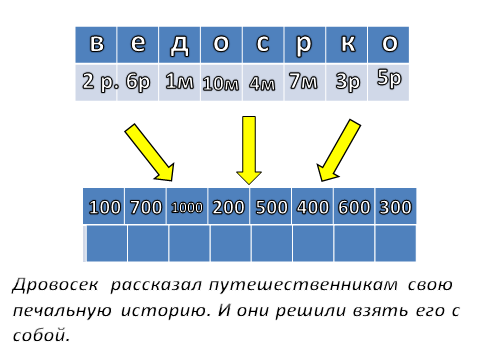 в е д о с р к о
2 р. 6р 1м 10м 4м 7м 3р 5р
100 700 1000 200 500 400 600 300
Дровосек рассказал путешественникам свою
печальную историю. И они решили взять его с
собой.